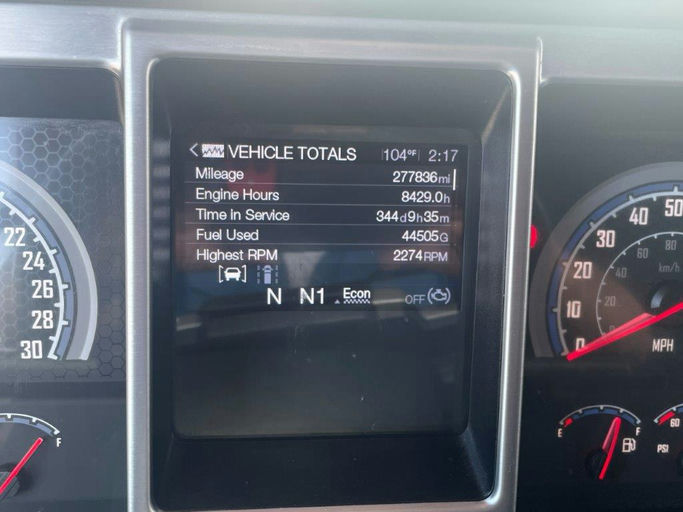 VEHICLE TOTALS 104°F 2:17
Mileage 277836mi
Engine Hours 8429.0h
Time in Service 344d9h35m
Fuel Used 44505G
Highest RPM 2274RPM
N N1 Econ OFF
22
24
26
28
30
F
50
40
30
20
10
0
80
60
40
20
0
km/h
MPH
E F
60
PSI